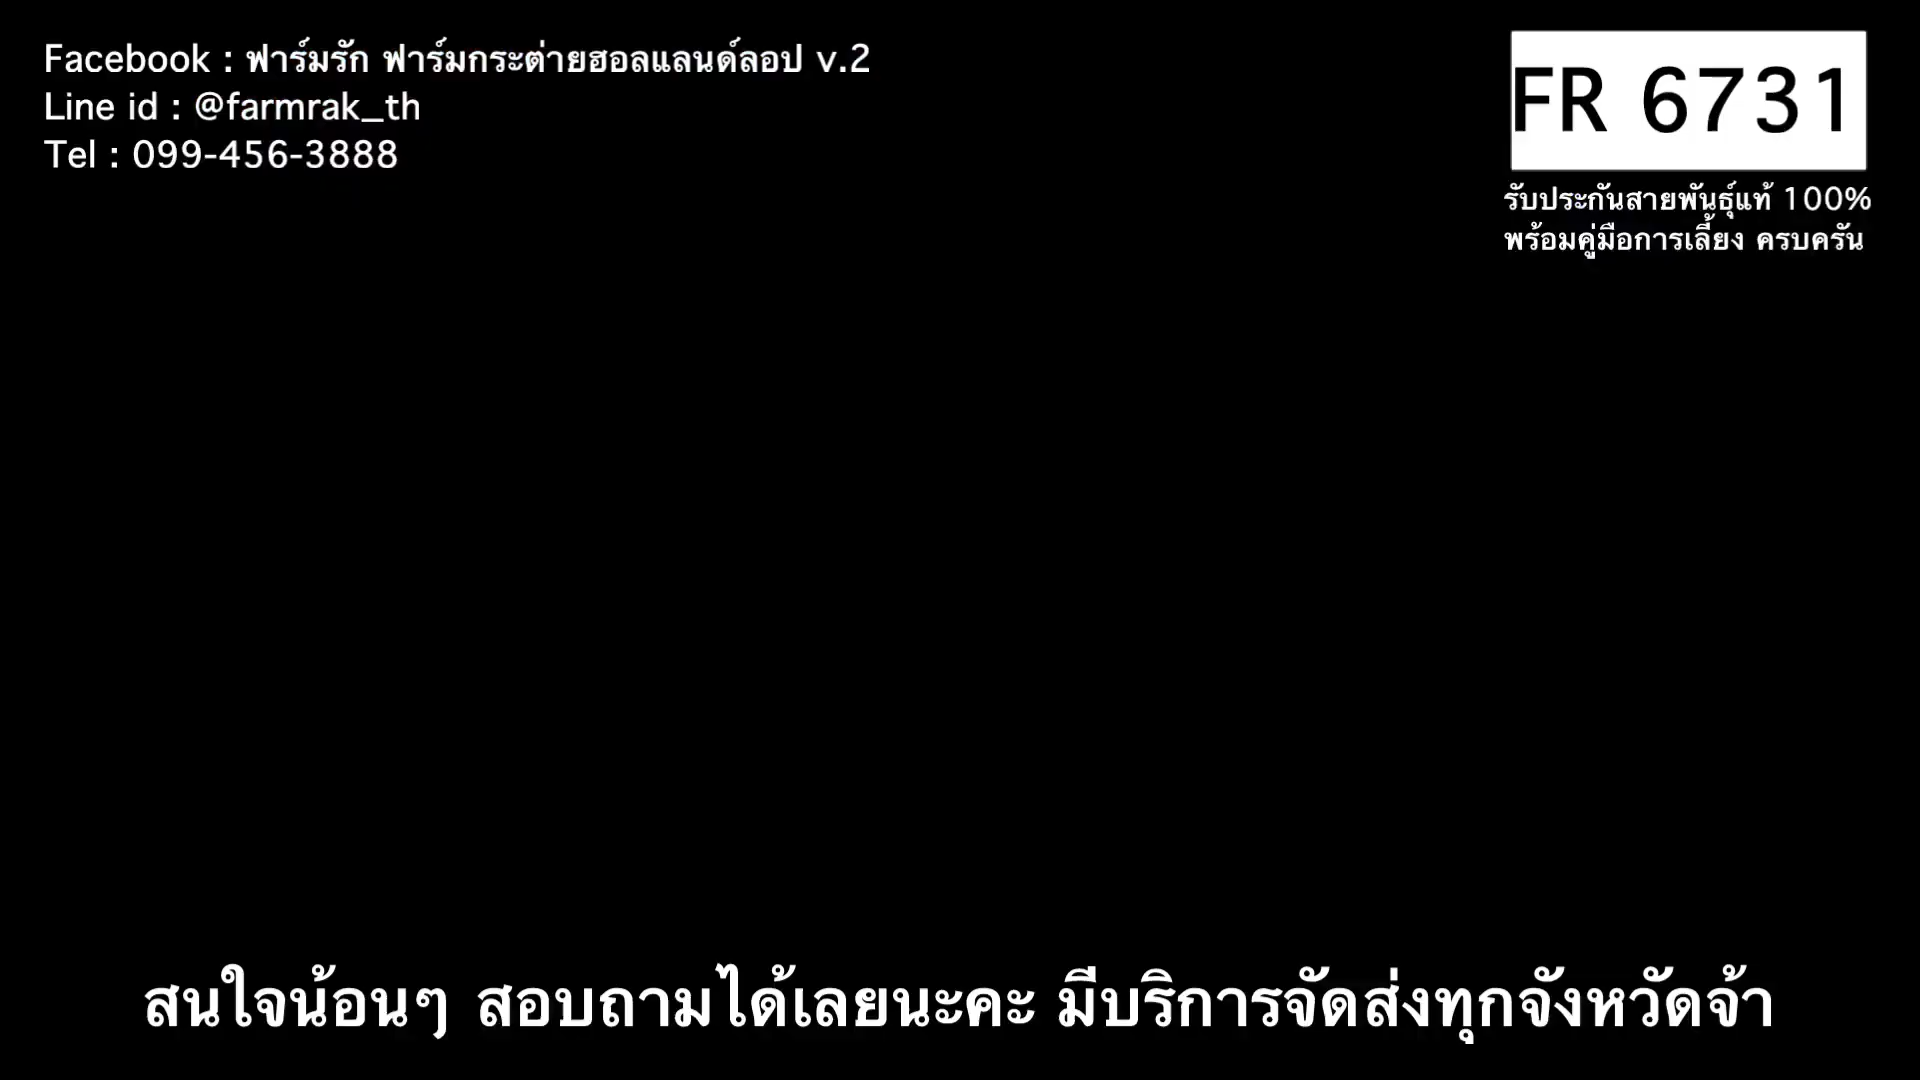 Facebook : ฟาร์มรัก ฟาร์มกระต่ายฮอลแลนด์ลอป v.2
Line id : @farmrak_th
Tel : 099-456-3888
FR 6731
รับประกันสายพันธุ์แท้ 100%
พร้อมคู่มือการเลี้ยง ครบครัน
สนใจน้อนๆ สอบถามได้เลยนะคะ มีบริการจัดส่งทุกจังหวัดจ้า